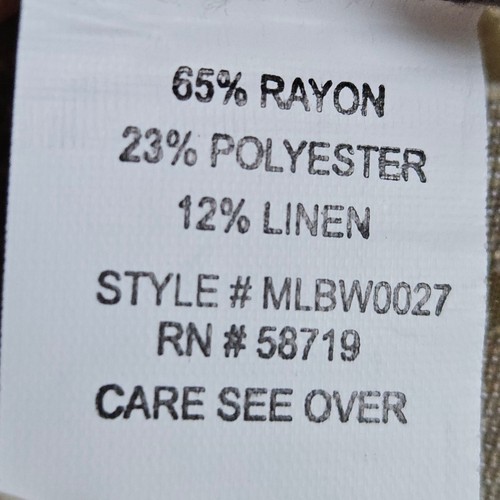 65% RAYON
23% POLYESTER
12% LINEN
STYLE # MLBW0027
RN # 58719
CARE SEE OVER